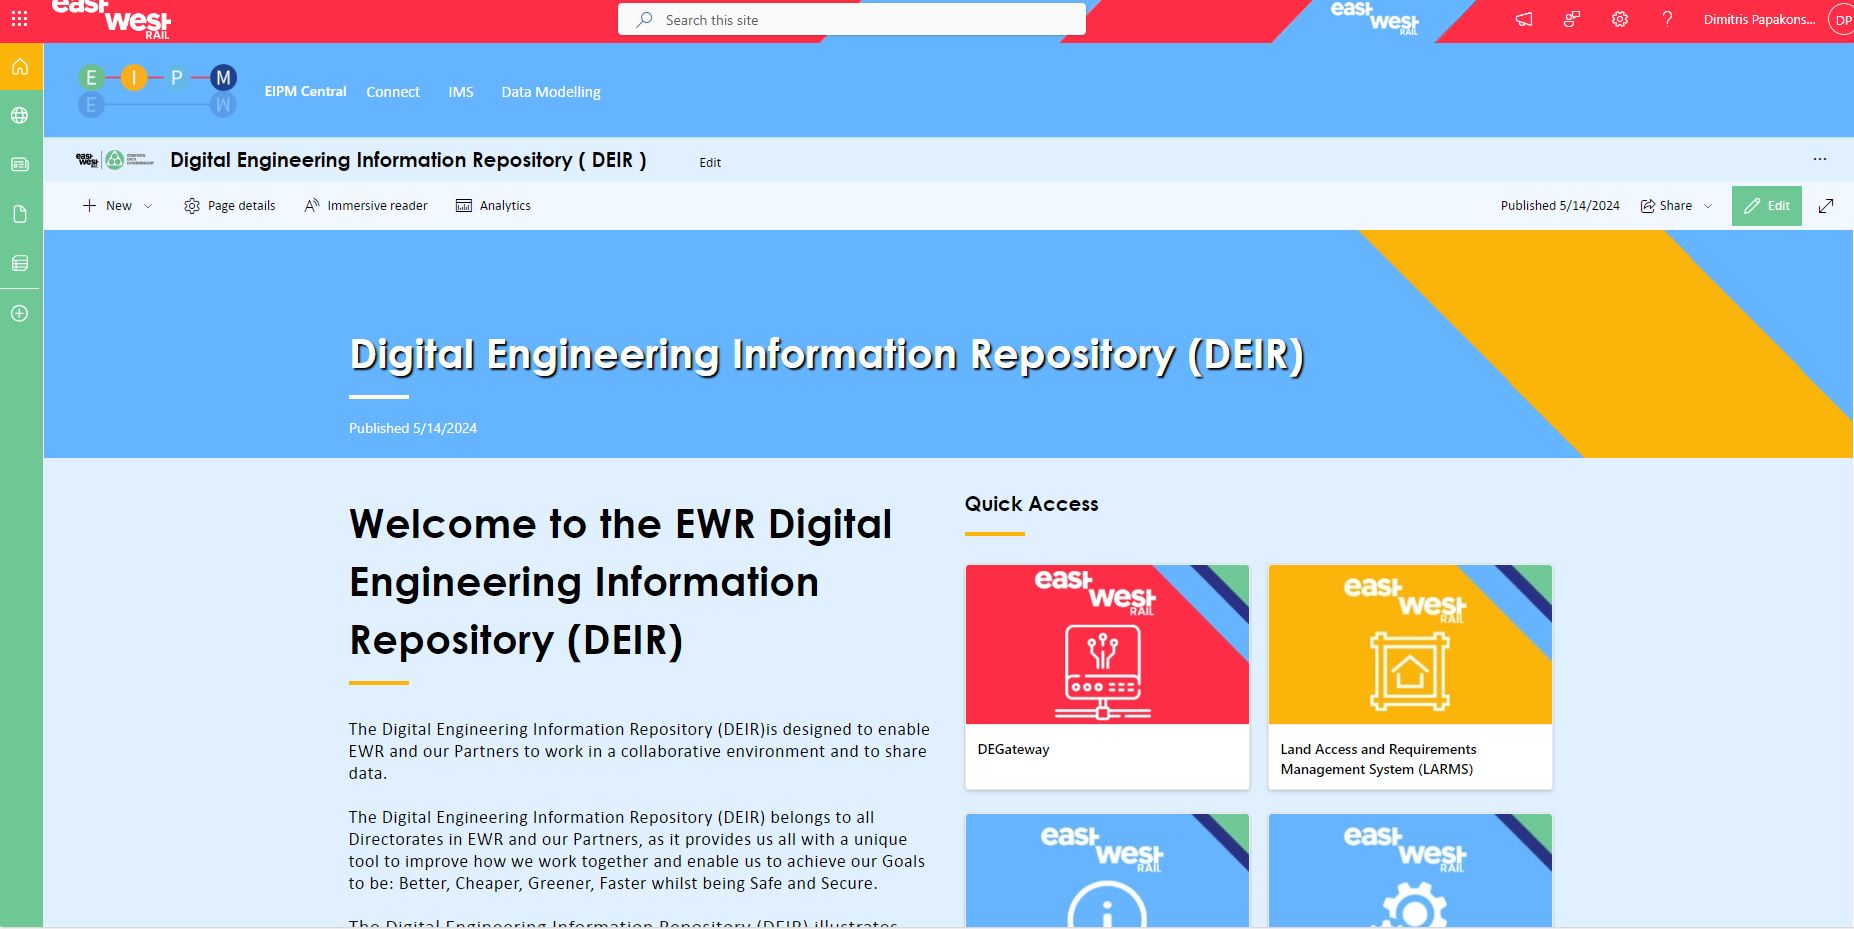 east
west
RAIL
Search this site
east
west
RAIL
Dimitris Papakons...
DP
E I P M
E M
EIPM Central
Connect
IMS
Data Modelling
east
west
RAIL
COMMON
DATA
ENVIRONMENT
Digital Engineering Information Repository ( DEIR )
Edit
New
Page details
Immersive reader
Analytics
Published 5/14/2024
Share
Edit
Digital Engineering Information Repository (DEIR)
Published 5/14/2024
Welcome to the EWR Digital
Engineering Information
Repository (DEIR)
The Digital Engineering Information Repository (DEIR)is designed to enable
EWR and our Partners to work in a collaborative environment and to share
data.
The Digital Engineering Information Repository (DEIR) belongs to all
Directorates in EWR and our Partners, as it provides us all with a unique
tool to improve how we work together and enable us to achieve our Goals
to be: Better, Cheaper, Greener, Faster whilst being Safe and Secure.
The Digital Engineering Information Repository (DEIR) illustrates
Quick Access
east
west
RAIL
DEGateway
east
west
RAIL
Land Access and Requirements
Management System (LARMS)
east
west
RAIL
east
west
RAIL